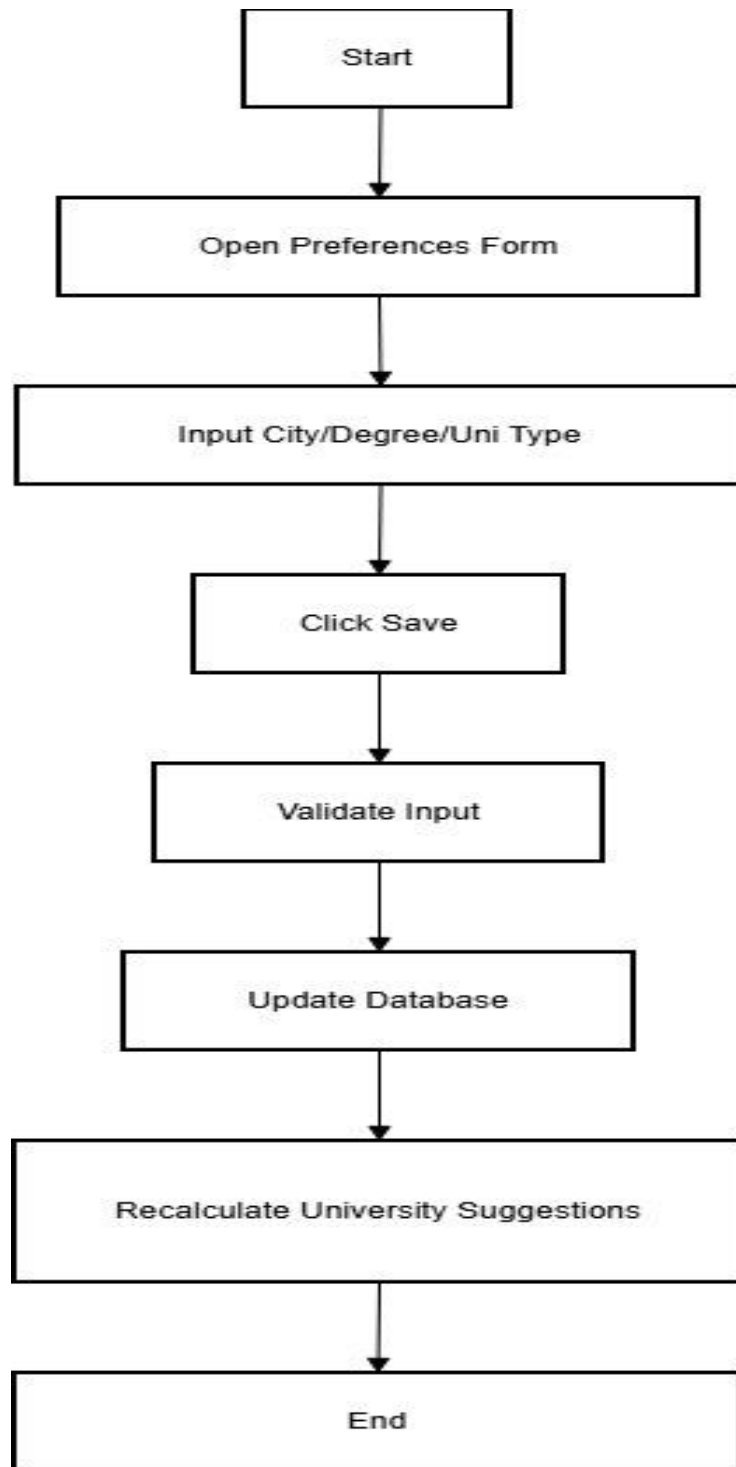 Start
Open Preferences Form
Input City/Degree/Uni Type
Click Save
Validate Input
Update Database
Recalculate University Suggestions
End